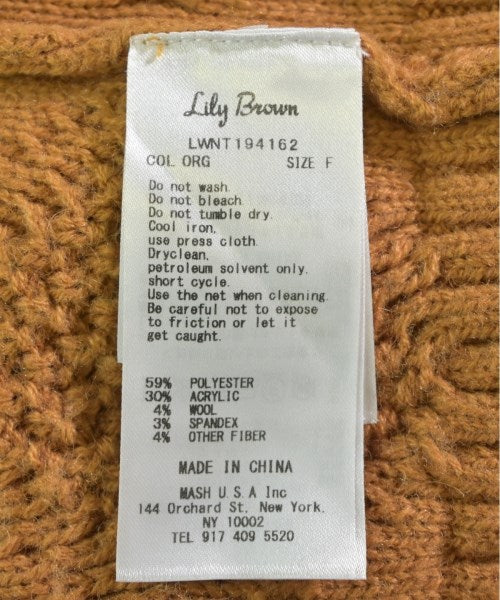 Lily Brown
LWNT194162
COL ORG SIZE F
Do not wash.
Do not bleach.
Do not tumble dry.
Cool iron,
use press cloth.
Dryclean,
petroleum solvent only.
short cycle.
Use the net when cleaning.
Be careful not to expose
to friction or let it
get caught.
59% POLYESTER
30% ACRYLIC
4% WOOL
3% SPANDEX
4% OTHER FIBER
MADE IN CHINA
MASH U.S.A Inc
144 Orchard St, New York,
NY 10002
TEL 917 409 5520